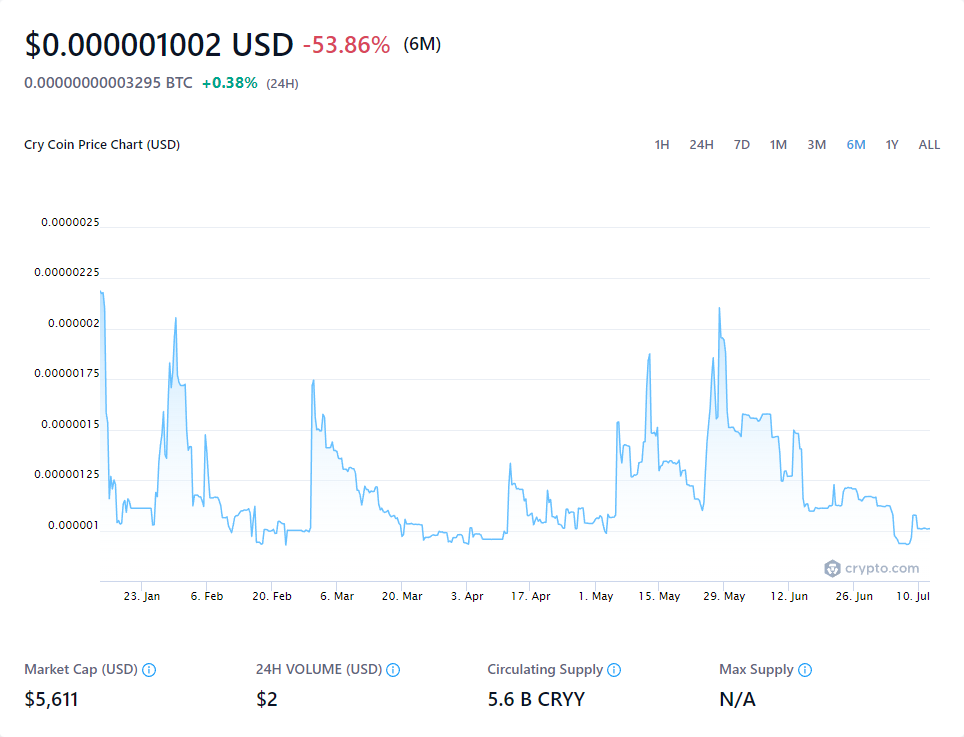 $0.000001002 USD -53.86% (6M)
0.00000000003295 BTC +0.38% (24H)
Cry Coin Price Chart (USD) 1H 24H 7D 1M 3M 6M 1Y ALL
0.0000025
0.00000225
0.000002
0.00000175
0.0000015
0.00000125
0.000001
crypto.com
23. Jan 6. Feb 20. Feb 6. Mar 20. Mar 3. Apr 17. Apr 1. May 15. May 29. May 12. Jun 26. Jun 10. Jul
Market Cap (USD) 24H VOLUME (USD) Circulating Supply Max Supply
$5,611 $2 5.6 B CRYY N/A